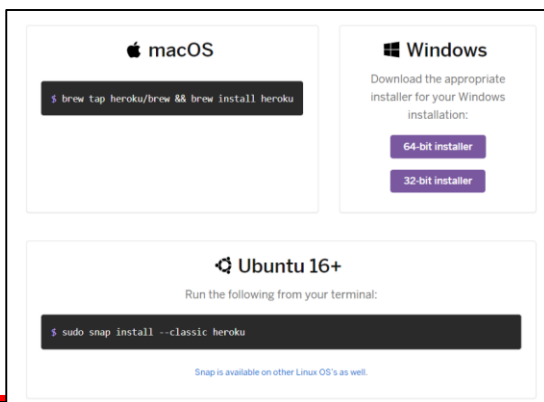 macOS
$ brew tap heroku/brew && brew install heroku
Windows
Download the appropriate
installer for your Windows
installation:
64-bit installer
32-bit installer
Ubuntu 16+
Run the following from your terminal:
$ sudo snap install --classic heroku
Snap is available on other Linux OS's as well.